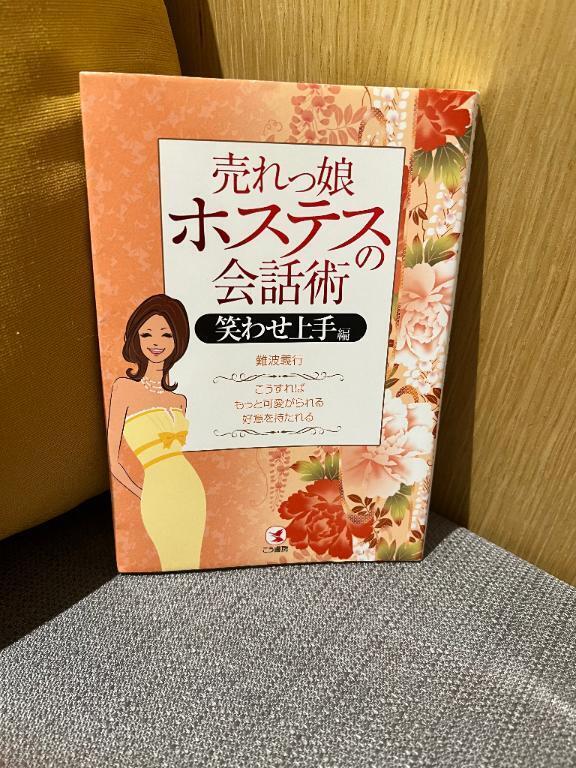 売れっ娘
ホステスの
会話術
笑わせ上手編
難波義行
こうすれば
もっと可愛がられる
好意を持たれる
こう書房